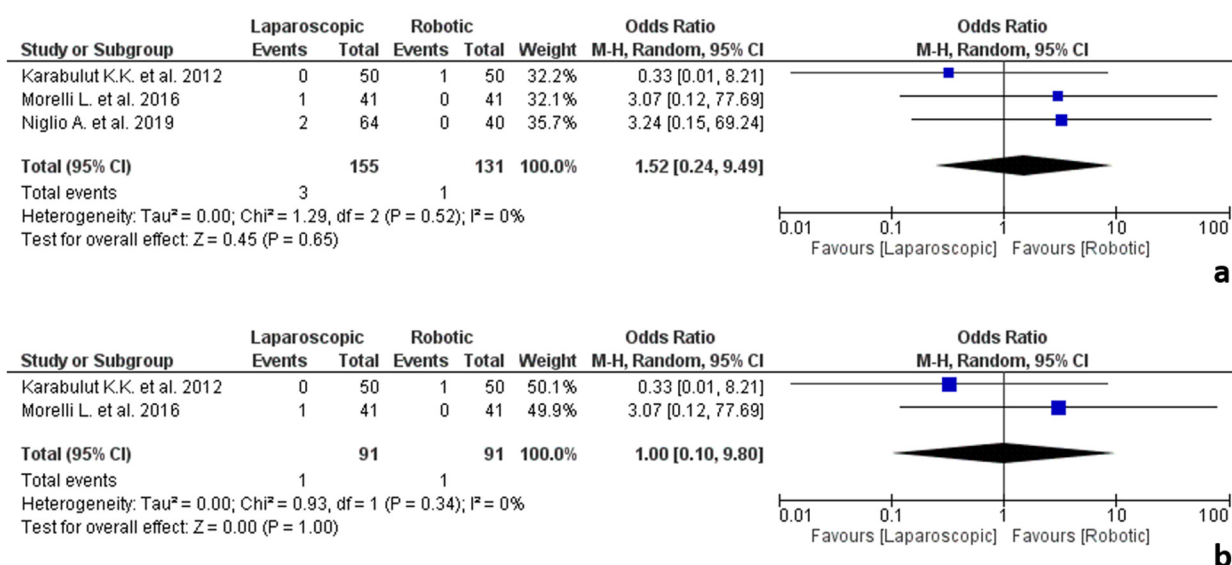 Laparoscopic Robotic Odds Ratio Odds Ratio
Study or Subgroup Events Total Events Total Weight M-H, Random, 95% CI M-H, Random, 95% CI
Karabulut K.K. et al. 2012 0 50 1 50 32.2% 0.33 [0.01, 8.21]
Morelli L. et al. 2016 1 41 0 41 32.1% 3.07 [0.12, 77.69]
Niglio A. et al. 2019 2 64 0 40 35.7% 3.24 [0.15, 69.24]
Total (95% CI) 155 131 100.0% 1.52 [0.24, 9.49]
Total events 3 1
Heterogeneity: Tau² = 0.00; Chi² = 1.29, df = 2 (P = 0.52); I² = 0%
Test for overall effect: Z = 0.45 (P = 0.65)
0.01 0.1 1 10 100
Favours [Laparoscopic] Favours [Robotic]
a
Laparoscopic Robotic Odds Ratio Odds Ratio
Study or Subgroup Events Total Events Total Weight M-H, Random, 95% CI M-H, Random, 95% CI
Karabulut K.K. et al. 2012 0 50 1 50 50.1% 0.33 [0.01, 8.21]
Morelli L. et al. 2016 1 41 0 41 49.9% 3.07 [0.12, 77.69]
Total (95% CI) 91 91 100.0% 1.00 [0.10, 9.80]
Total events 1 1
Heterogeneity: Tau² = 0.00; Chi² = 0.93, df = 1 (P = 0.34); I² = 0%
Test for overall effect: Z = 0.00 (P = 1.00)
0.01 0.1 1 10 100
Favours [Laparoscopic] Favours [Robotic]
b